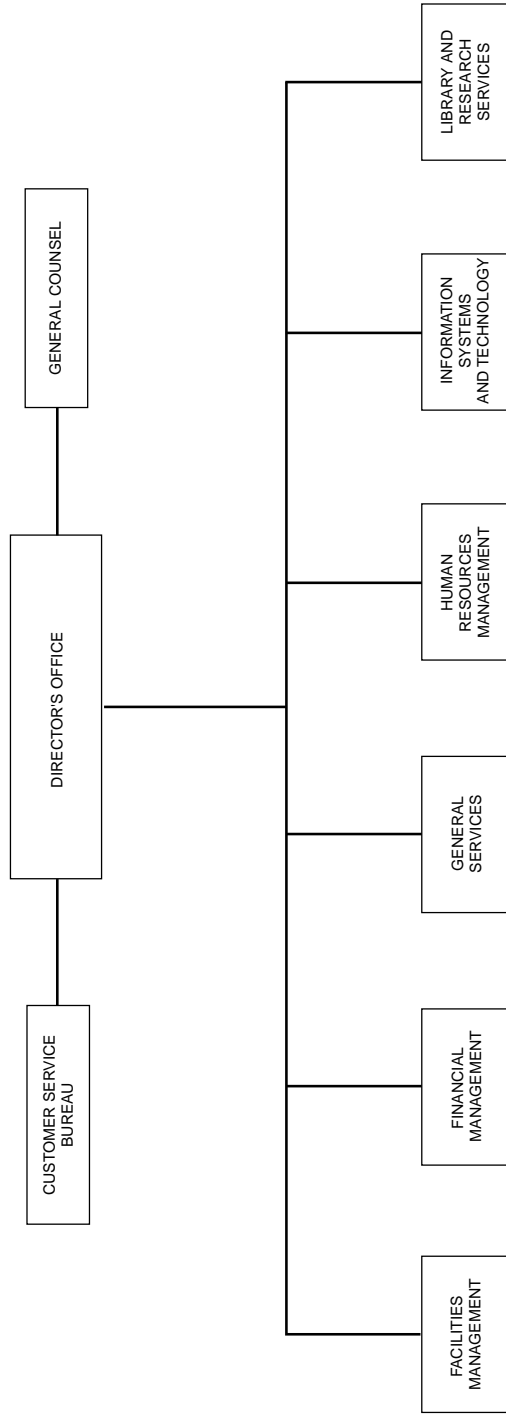 CUSTOMER SERVICE
BUREAU
DIRECTOR'S OFFICE
GENERAL COUNSEL
FACILITIES
MANAGEMENT
FINANCIAL
MANAGEMENT
GENERAL
SERVICES
HUMAN
RESOURCES
MANAGEMENT
INFORMATION
SYSTEMS
AND TECHNOLOGY
LIBRARY AND
RESEARCH
SERVICES